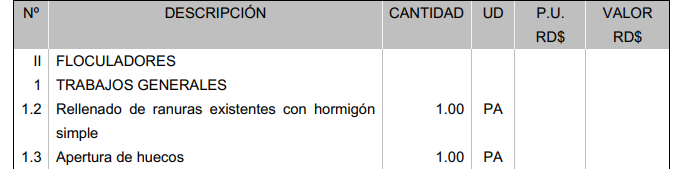 Nº DESCRIPCIÓN CANTIDAD UD P.U. VALOR
RD$ RD$
II FLOCULADORES
1 TRABAJOS GENERALES
1.2 Rellenado de ranuras existentes con hormigón 1.00 PA
simple
1.3 Apertura de huecos 1.00 PA